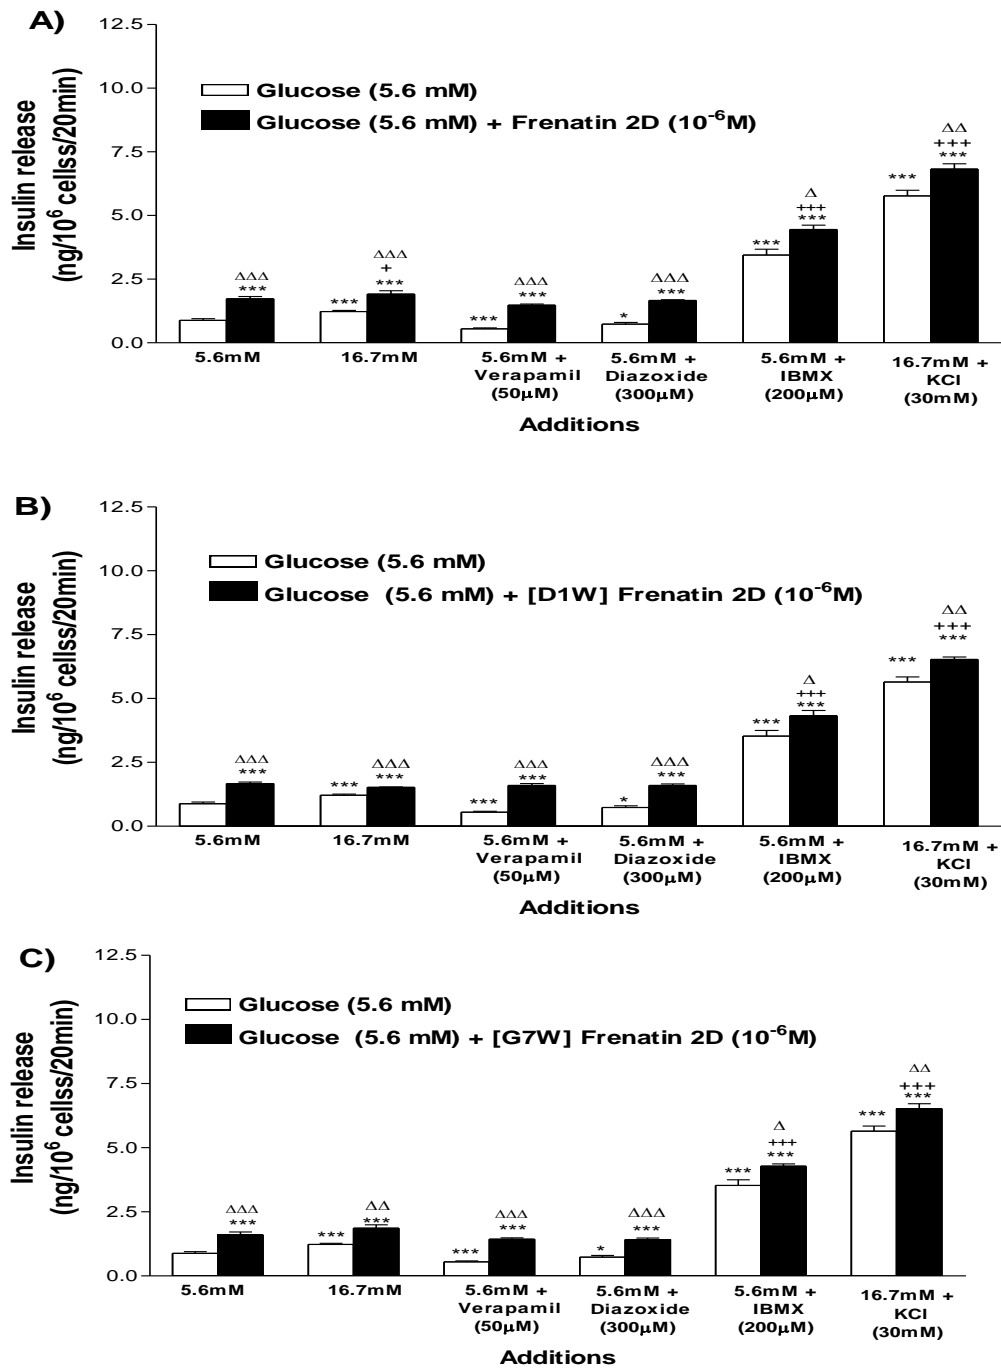 A)
Insulin release
(ng/10⁶ cellss/20min)
12.5
10.0
7.5
5.0
2.5
0.0
Glucose (5.6 mM)
Glucose (5.6 mM) + Frenatin 2D (10⁻⁶M)
ΔΔΔ
***
***
ΔΔΔ
+
***
***
ΔΔΔ
***
*
ΔΔΔ
***
***
Δ
+++
***
***
ΔΔ
+++
***
5.6mM
16.7mM
5.6mM +
Verapamil
(50μM)
5.6mM +
Diazoxide
(300μM)
5.6mM +
IBMX
(200μM)
16.7mM +
KCl
(30mM)
Additions
B)
Insulin release
(ng/10⁶ cellss/20min)
12.5
10.0
7.5
5.0
2.5
0.0
Glucose (5.6 mM)
Glucose (5.6 mM) + [D1W] Frenatin 2D (10⁻⁶M)
ΔΔΔ
***
***
ΔΔΔ
***
***
ΔΔΔ
***
*
ΔΔΔ
***
***
Δ
+++
***
***
ΔΔ
+++
***
5.6mM
16.7mM
5.6mM +
Verapamil
(50μM)
5.6mM +
Diazoxide
(300μM)
5.6mM +
IBMX
(200μM)
16.7mM +
KCl
(30mM)
Additions
C)
Insulin release
(ng/10⁶ cellss/20min)
12.5
10.0
7.5
5.0
2.5
0.0
Glucose (5.6 mM)
Glucose (5.6 mM) + [G7W] Frenatin 2D (10⁻⁶M)
ΔΔΔ
***
***
ΔΔ
***
***
ΔΔΔ
***
*
ΔΔΔ
***
***
Δ
+++
***
***
ΔΔ
+++
***
5.6mM
16.7mM
5.6mM +
Verapamil
(50μM)
5.6mM +
Diazoxide
(300μM)
5.6mM +
IBMX
(200μM)
16.7mM +
KCl
(30mM)
Additions